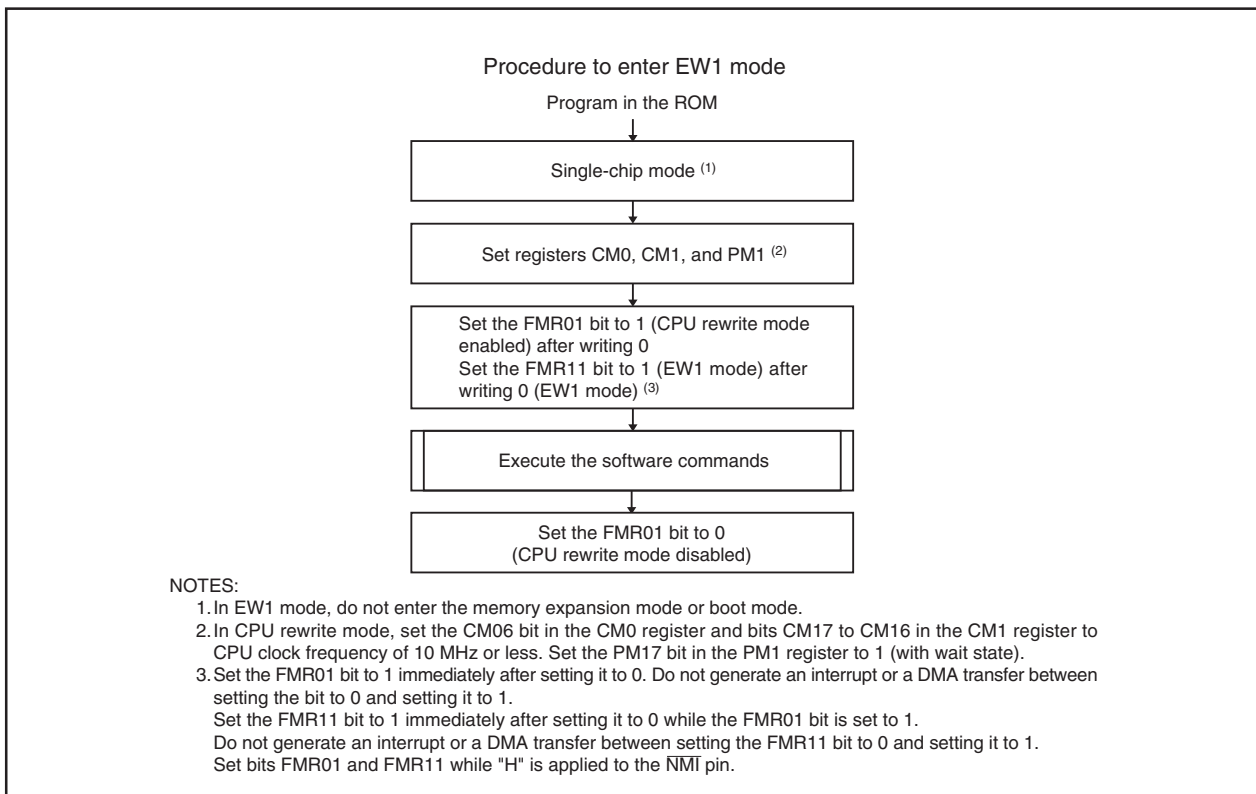 Procedure to enter EW1 mode
Program in the ROM
Single-chip mode (1)
Set registers CM0, CM1, and PM1 (2)
Set the FMR01 bit to 1 (CPU rewrite mode
enabled) after writing 0
Set the FMR11 bit to 1 (EW1 mode) after
writing 0 (EW1 mode) (3)
Execute the software commands
Set the FMR01 bit to 0
(CPU rewrite mode disabled)
NOTES:
1. In EW1 mode, do not enter the memory expansion mode or boot mode.
2. In CPU rewrite mode, set the CM06 bit in the CM0 register and bits CM17 to CM16 in the CM1 register to
CPU clock frequency of 10 MHz or less. Set the PM17 bit in the PM1 register to 1 (with wait state).
3. Set the FMR01 bit to 1 immediately after setting it to 0. Do not generate an interrupt or a DMA transfer between
setting the bit to 0 and setting it to 1.
Set the FMR11 bit to 1 immediately after setting it to 0 while the FMR01 bit is set to 1.
Do not generate an interrupt or a DMA transfer between setting the FMR11 bit to 0 and setting it to 1.
Set bits FMR01 and FMR11 while "H" is applied to the N̅M̅I̅ pin.